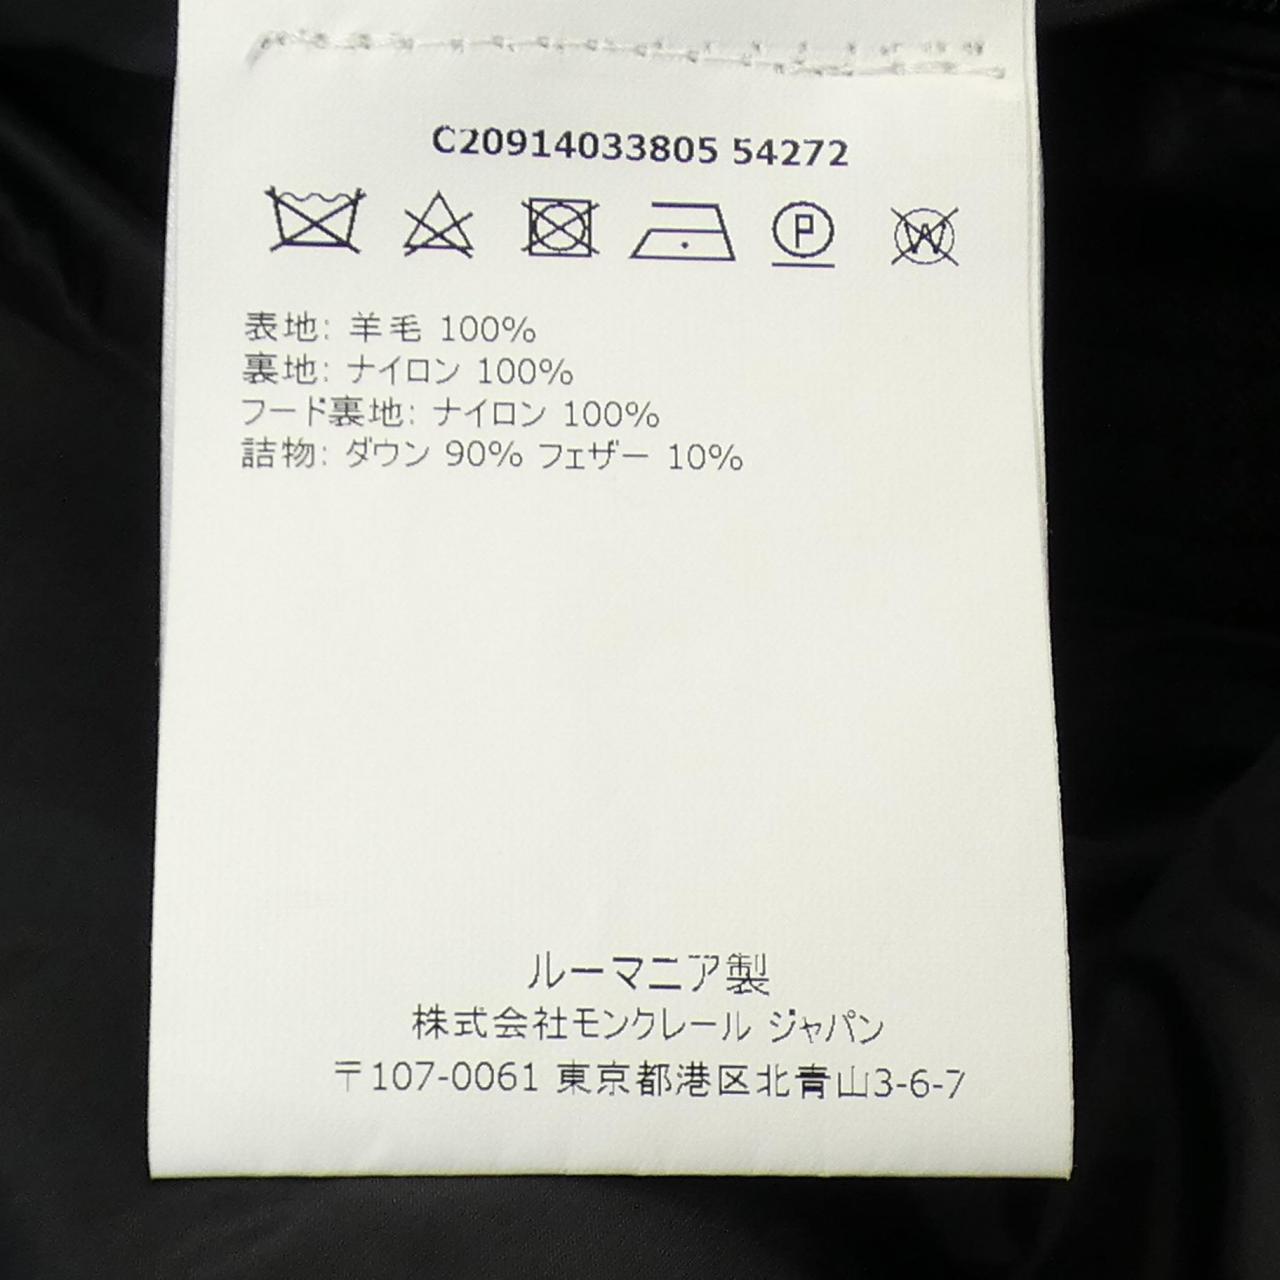 C20914033805 54272
P
W
表地: 羊毛 100%
裏地: ナイロン 100%
フード裏地: ナイロン 100%
詰物: ダウン 90% フェザー 10%
ルーマニア製
株式会社モンクレール ジャパン
〒107-0061 東京都港区北青山3-6-7